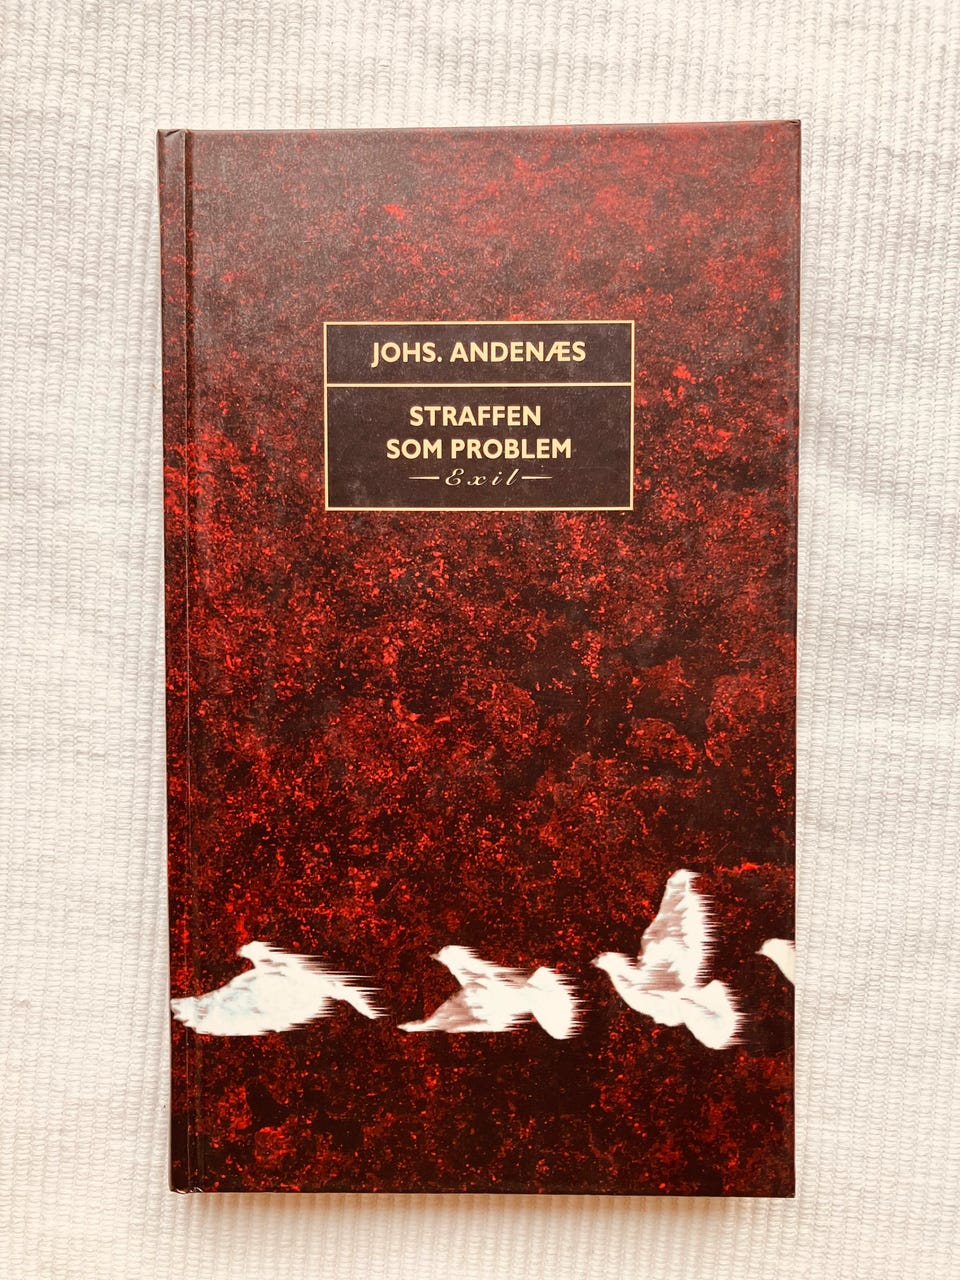 JOHS. ANDENÆS
STRAFFEN
SOM PROBLEM
Exil